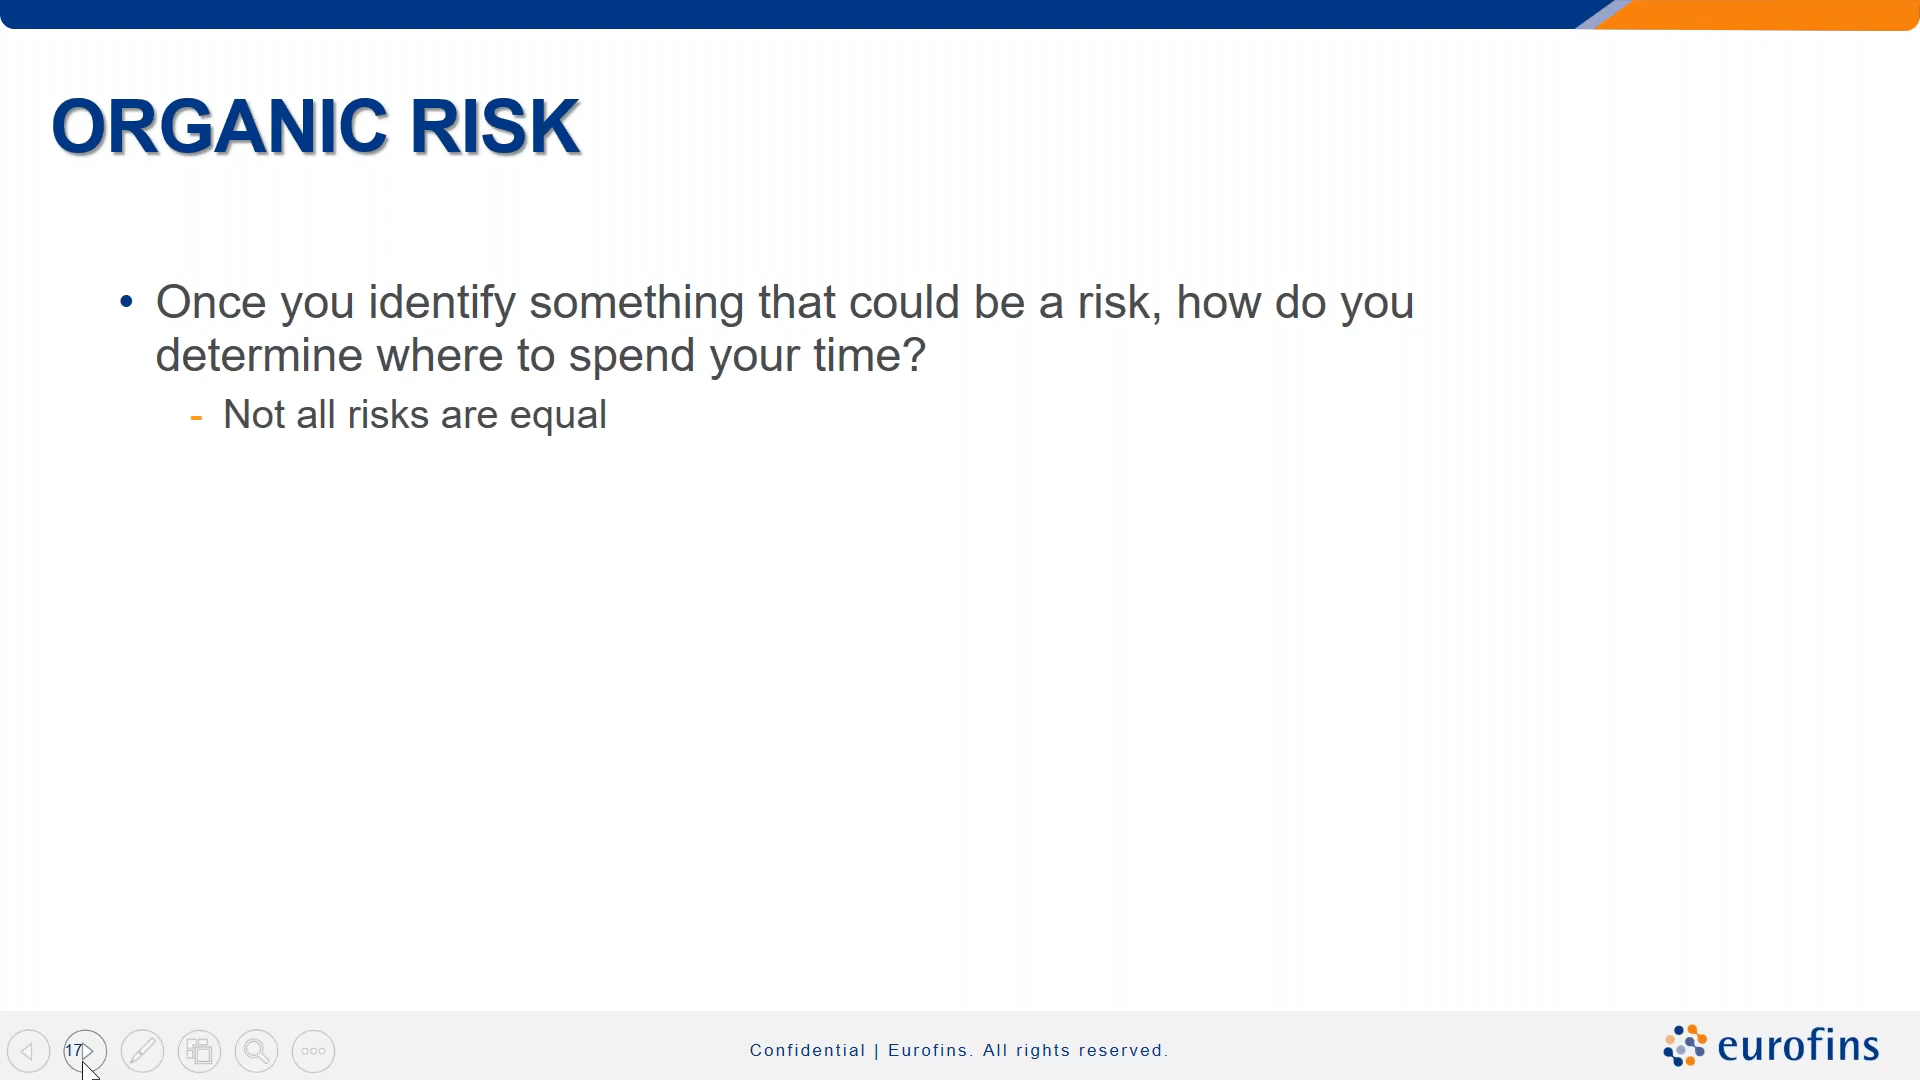 ORGANIC RISK
• Once you identify something that could be a risk, how do you
determine where to spend your time?
- Not all risks are equal
17
Confidential | Eurofins. All rights reserved.
eurofins